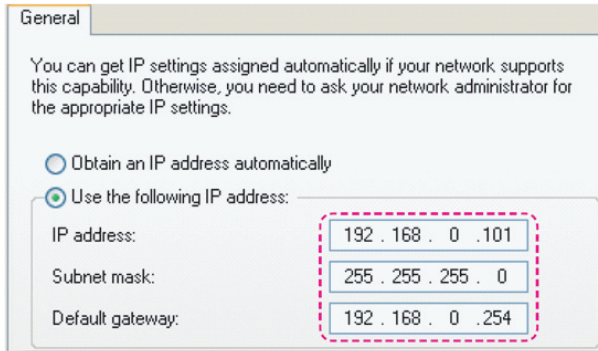 General
You can get IP settings assigned automatically if your network supports
this capability. Otherwise, you need to ask your network administrator for
the appropriate IP settings.
Obtain an IP address automatically
Use the following IP address:
IP address: 192 . 168 . 0 .101
Subnet mask: 255 . 255 . 255 . 0
Default gateway: 192 . 168 . 0 .254